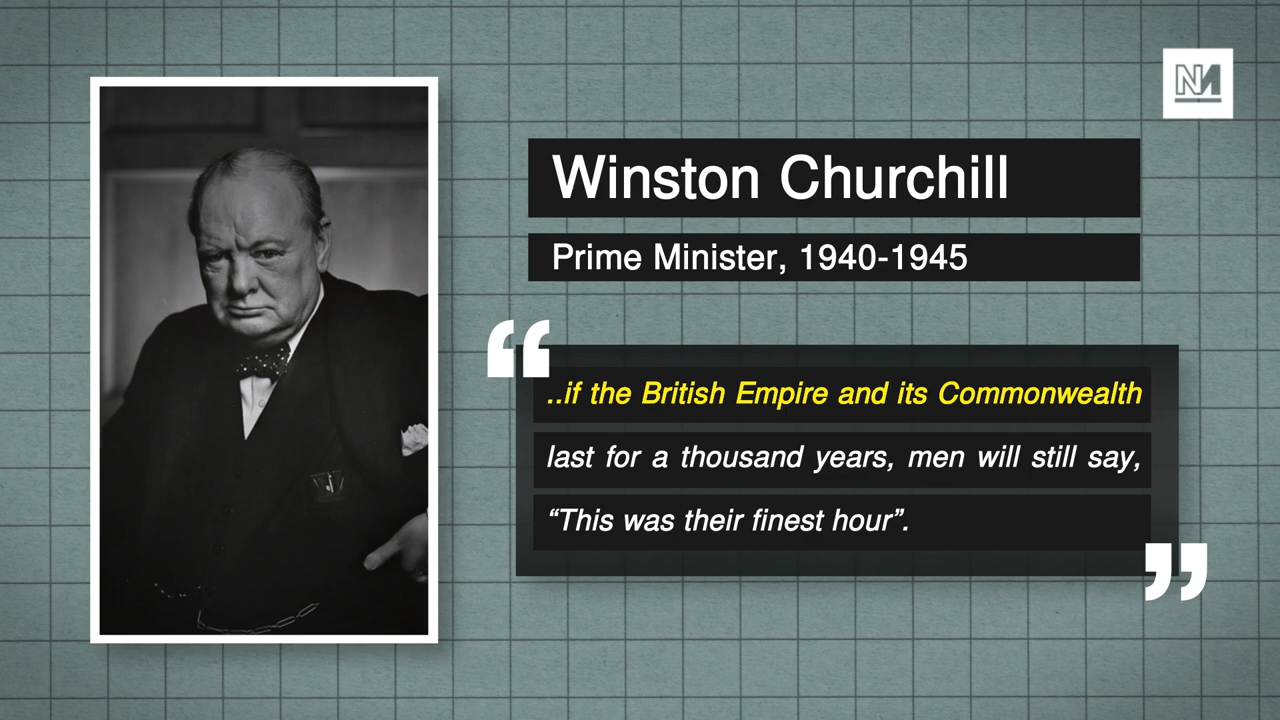 NM
Winston Churchill
Prime Minister, 1940-1945
“
..if the British Empire and its Commonwealth
last for a thousand years, men will still say,
“This was their finest hour”.
”